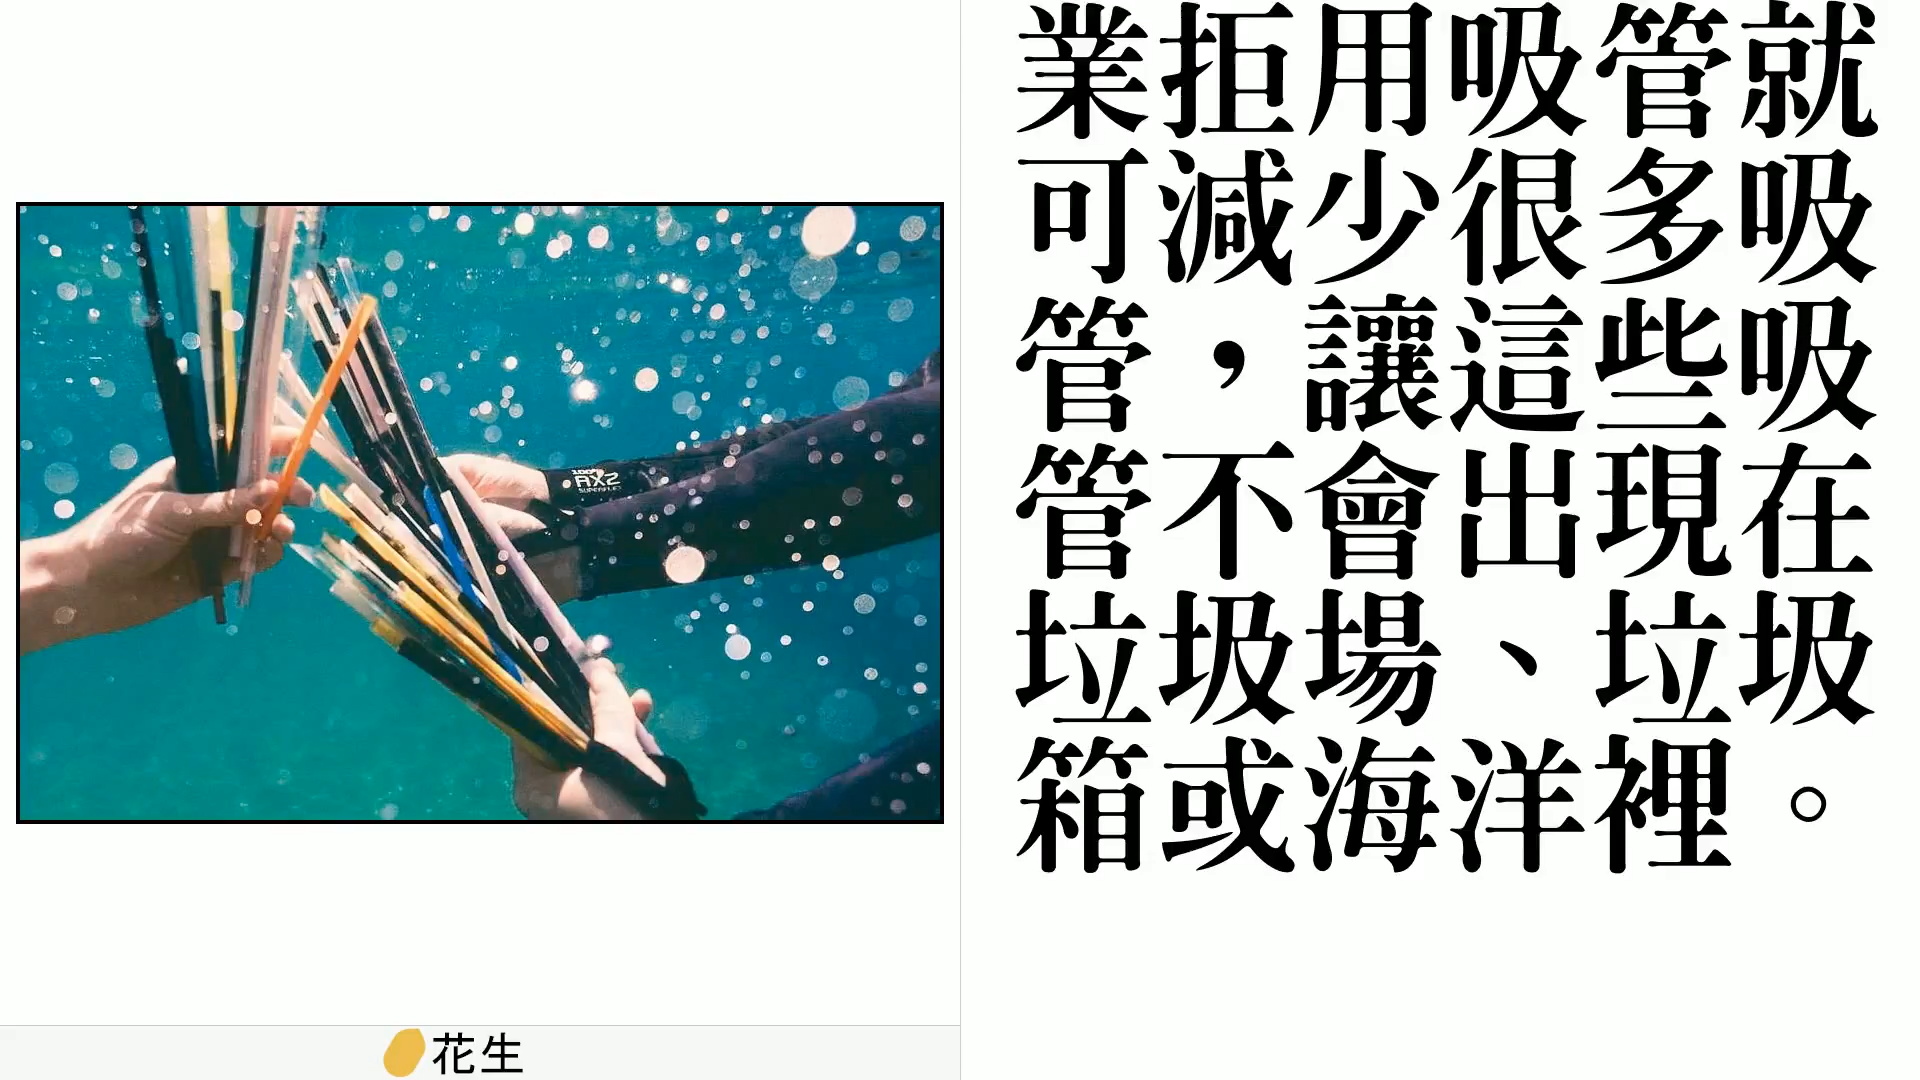 業拒用吸管就
可減少很多吸
管，讓這些吸
管不會出現在
垃圾場、垃圾
箱或海洋裡。
AXZ
花生